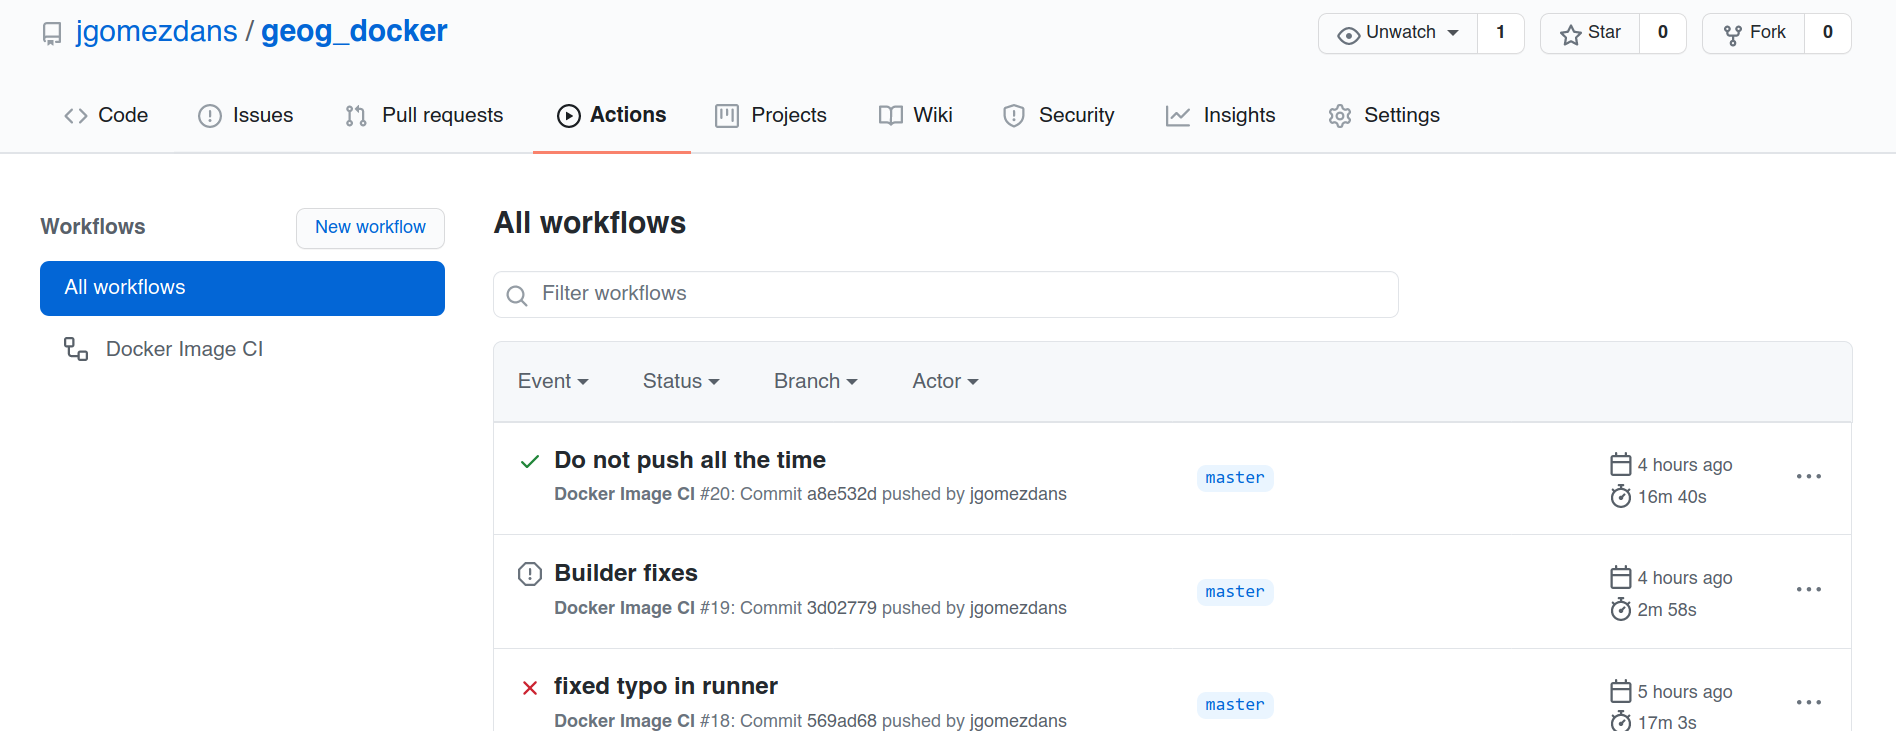 jgomezdans / geog_docker
Unwatch 1 Star 0 Fork 0
Code Issues Pull requests Actions Projects Wiki Security Insights Settings
Workflows New workflow
All workflows
Docker Image CI
All workflows
Filter workflows
Event Status Branch Actor
Do not push all the time
Docker Image CI #20: Commit a8e532d pushed by jgomezdans
master
4 hours ago
16m 40s
Builder fixes
Docker Image CI #19: Commit 3d02779 pushed by jgomezdans
master
4 hours ago
2m 58s
fixed typo in runner
Docker Image CI #18: Commit 569ad68 pushed by jgomezdans
master
5 hours ago
17m 3s